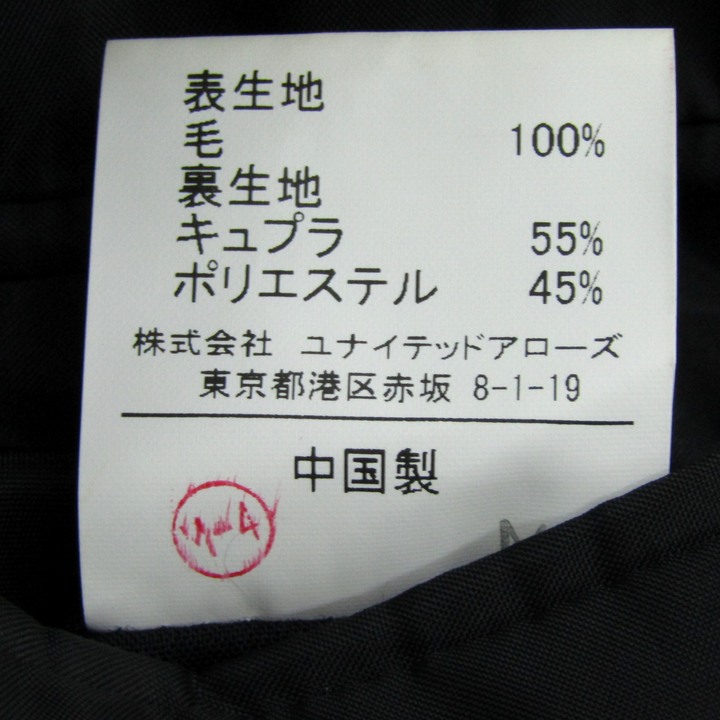 表生地
毛 100%
裏生地
キュプラ 55%
ポリエステル 45%
株式会社 ユナイテッドアローズ
東京都港区赤坂 8-1-19
中国製